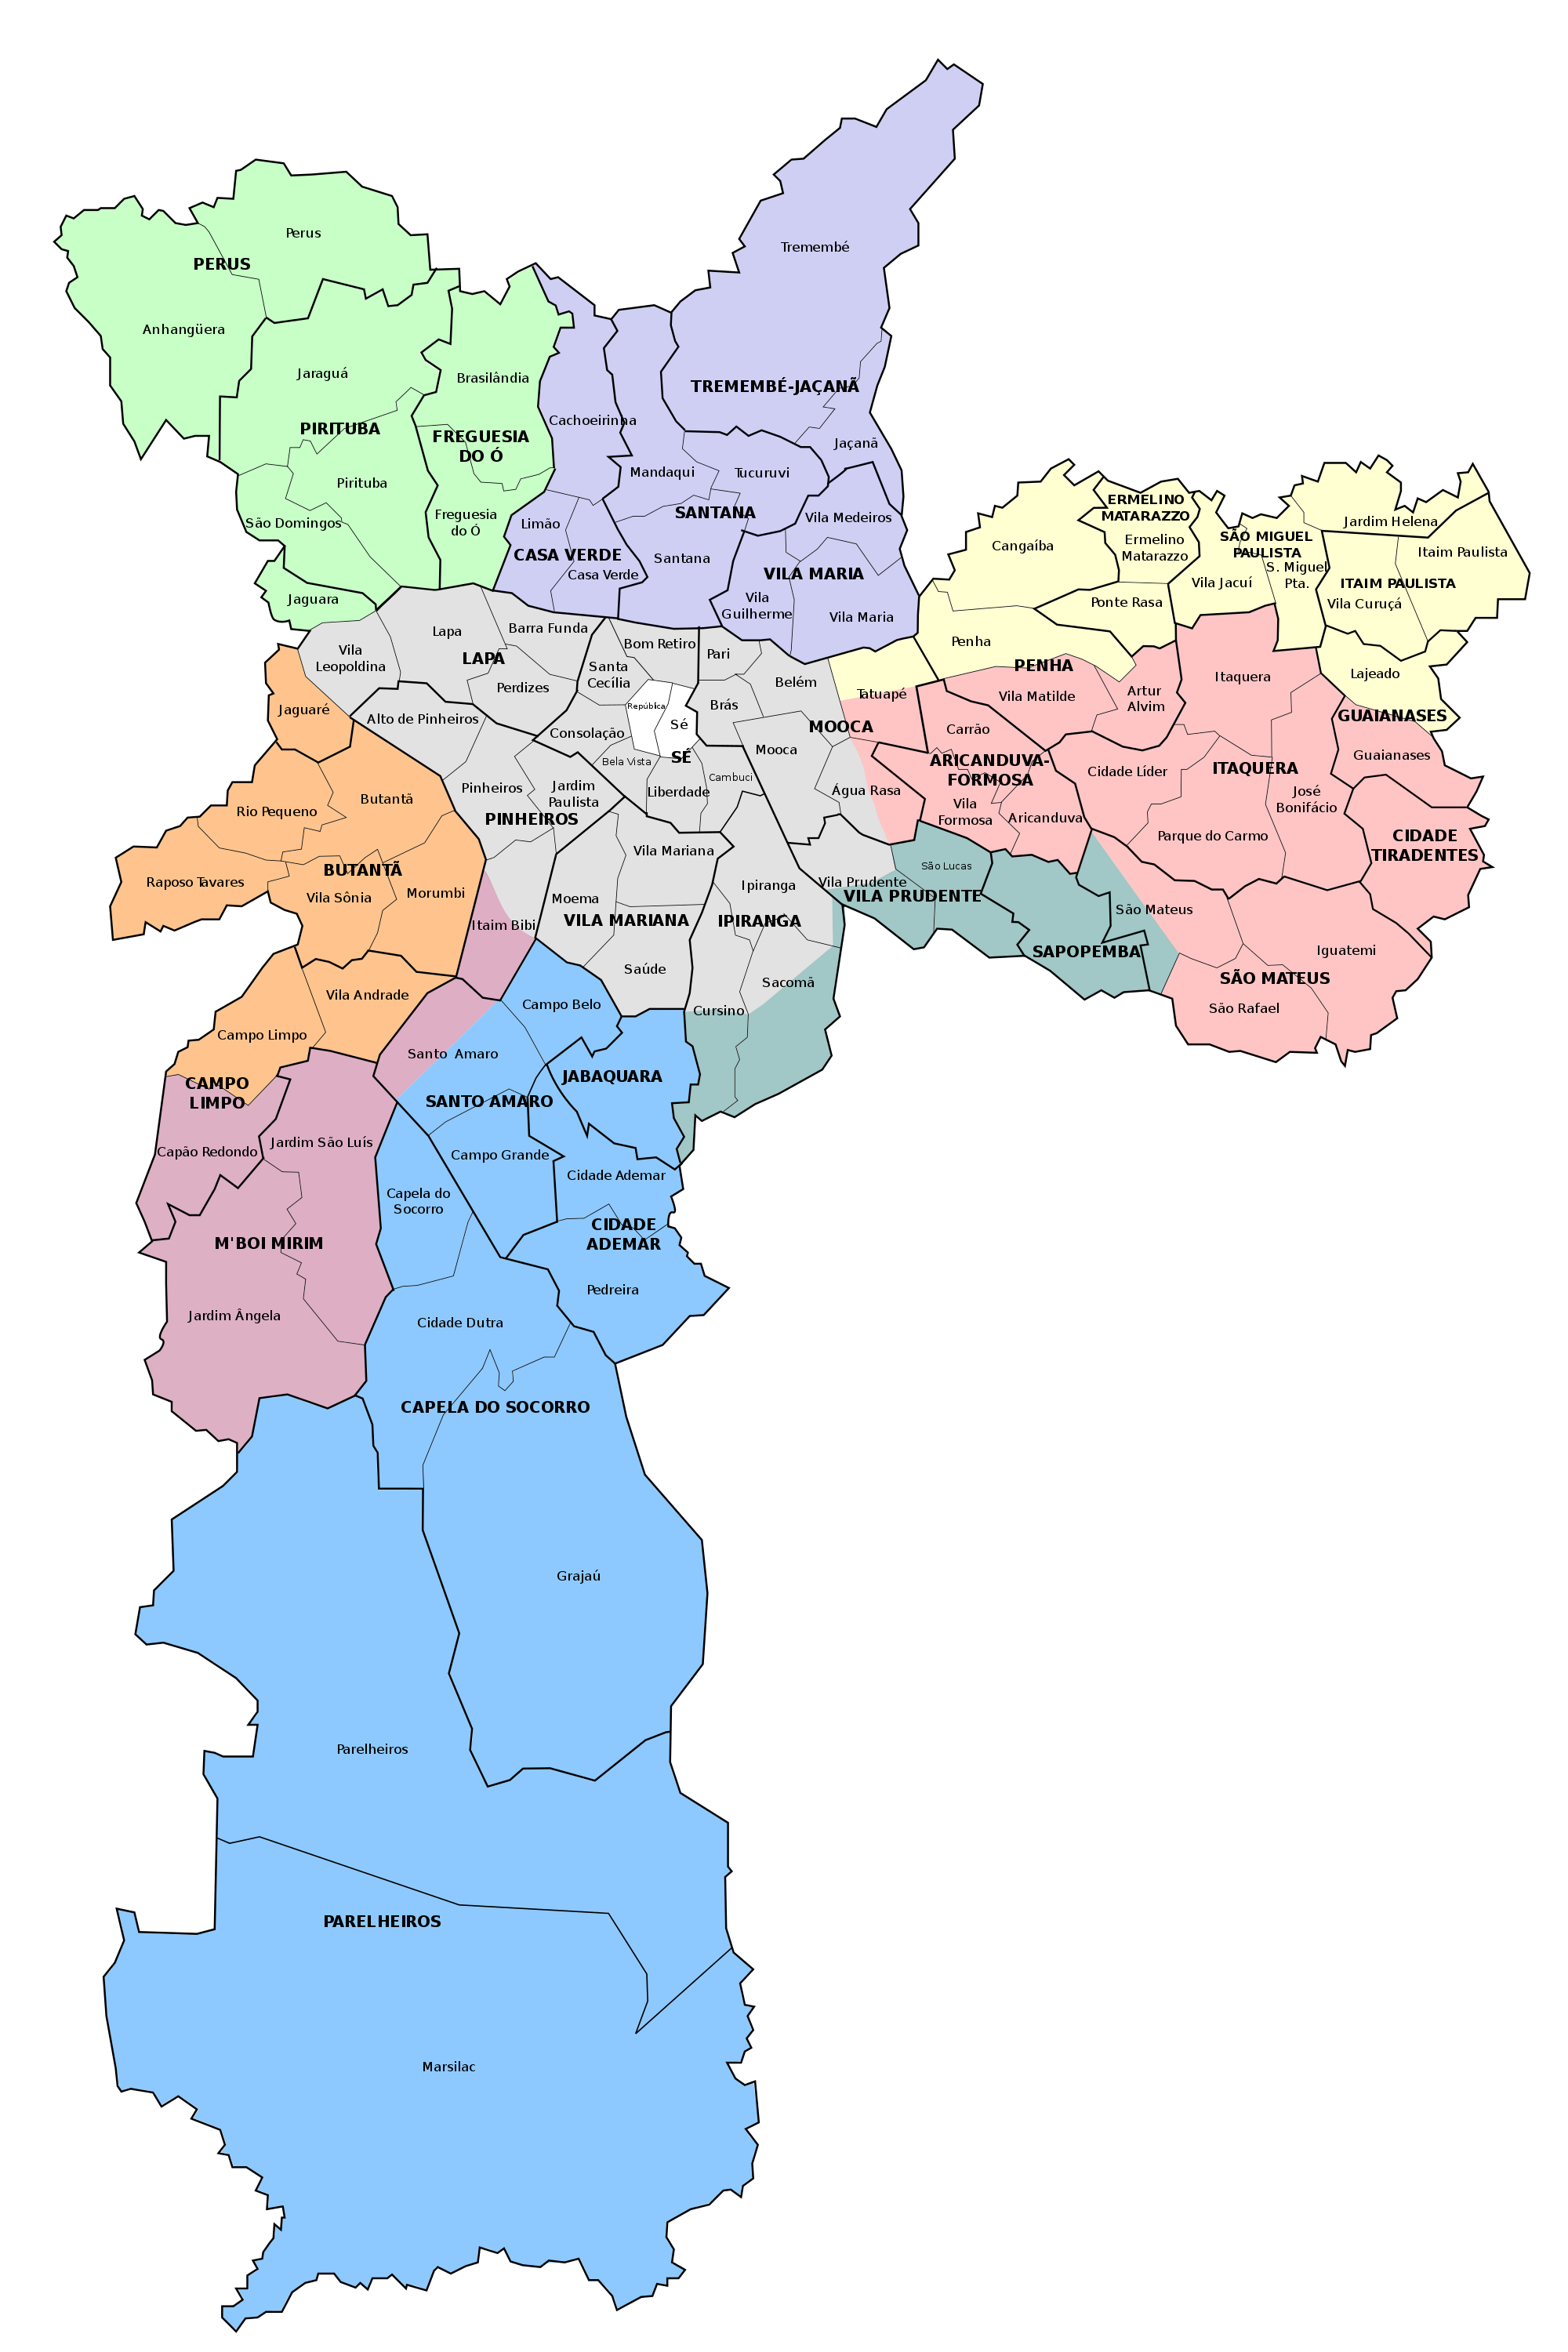 Tremembé
Perus
PERUS
Anhangüera
Jaraguá
Brasilândia
TREMEMBÉ-JAÇANÃ
Cachoeirinha
PIRITUBA
FREGUESIA
DO Ó
Jaçanã
Mandaqui
Tucuruvi
Pirituba
SANTANA
Freguesia
do Ó
São Domingos
Limão
Vila Medeiros
CASA VERDE
Santana
Casa Verde
VILA MARIA
Vila
Guilherme
Vila Maria
Jaguara
ERMELINO
MATARAZZO
Ermelino
Matarazzo
Cangaíba
Jardim Helena
SÃO MIGUEL
PAULISTA
S. Miguel
Pta.
Itaim Paulista
Vila Jacuí
ITAIM PAULISTA
Vila Curuçá
Ponte Rasa
Penha
PENHA
Lapa
Barra Funda
Bom Retiro
Pari
Vila
Leopoldina
LAPA
Santa
Cecília
Perdizes
Belém
Tatuapé
Vila Matilde
Artur
Alvim
Itaquera
Lajeado
GUAIANASES
Guaianases
Jaguaré
Alto de Pinheiros
República
Brás
Sé
Consolação
MOOCA
Mooca
Carrão
SÉ
Bela Vista
Cambuci
Liberdade
ARICANDUVA-
FORMOSA
Cidade Líder
ITAQUERA
José
Bonifácio
Pinheiros
Jardim
Paulista
PINHEIROS
Água Rasa
Vila
Formosa
Aricanduva
Parque do Carmo
CIDADE
TIRADENTES
Butantã
Rio Pequeno
BUTANTÃ
Raposo Tavares
Vila Sônia
Morumbi
Vila Mariana
Ipiranga
Vila Prudente
São Lucas
VILA PRUDENTE
Moema
VILA MARIANA
IPIRANGA
Itaim Bibi
São Mateus
SAPOPEMBA
Iguatemi
SÃO MATEUS
São Rafael
Saúde
Sacomã
Cursino
Vila Andrade
Campo Belo
Campo Limpo
Santo Amaro
CAMPO
LIMPO
JABAQUARA
SANTO AMARO
Capão Redondo
Jardim São Luís
Campo Grande
Cidade Ademar
Capela do
Socorro
CIDADE
ADEMAR
M'BOI MIRIM
Pedreira
Jardim Ângela
Cidade Dutra
CAPELA DO SOCORRO
Grajaú
Parelheiros
PARELHEIROS
Marsilac